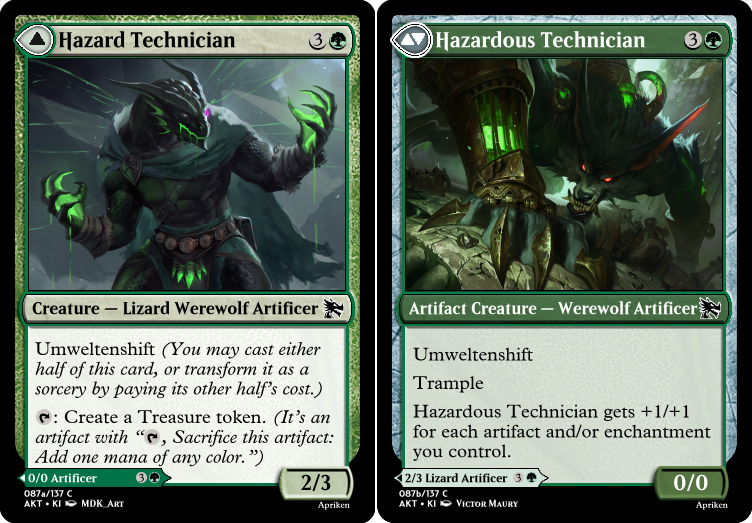 Hazard Technician 3
Creature — Lizard Werewolf Artificer
Umweltenshift (You may cast either
half of this card, or transform it as a
sorcery by paying its other half's cost.)
: Create a Treasure token. (It's an
artifact with “, Sacrifice this artifact:
Add one mana of any color.”)
0/0 Artificer 3
2/3
087a/137 C
AKT • KI MDK_Art
Apriken
Hazardous Technician 3
Artifact Creature — Werewolf Artificer
Umweltenshift
Trample
Hazardous Technician gets +1/+1
for each artifact and/or enchantment
you control.
2/3 Lizard Artificer 3
0/0
087b/137 C
AKT • KI Victor Maury
Apriken